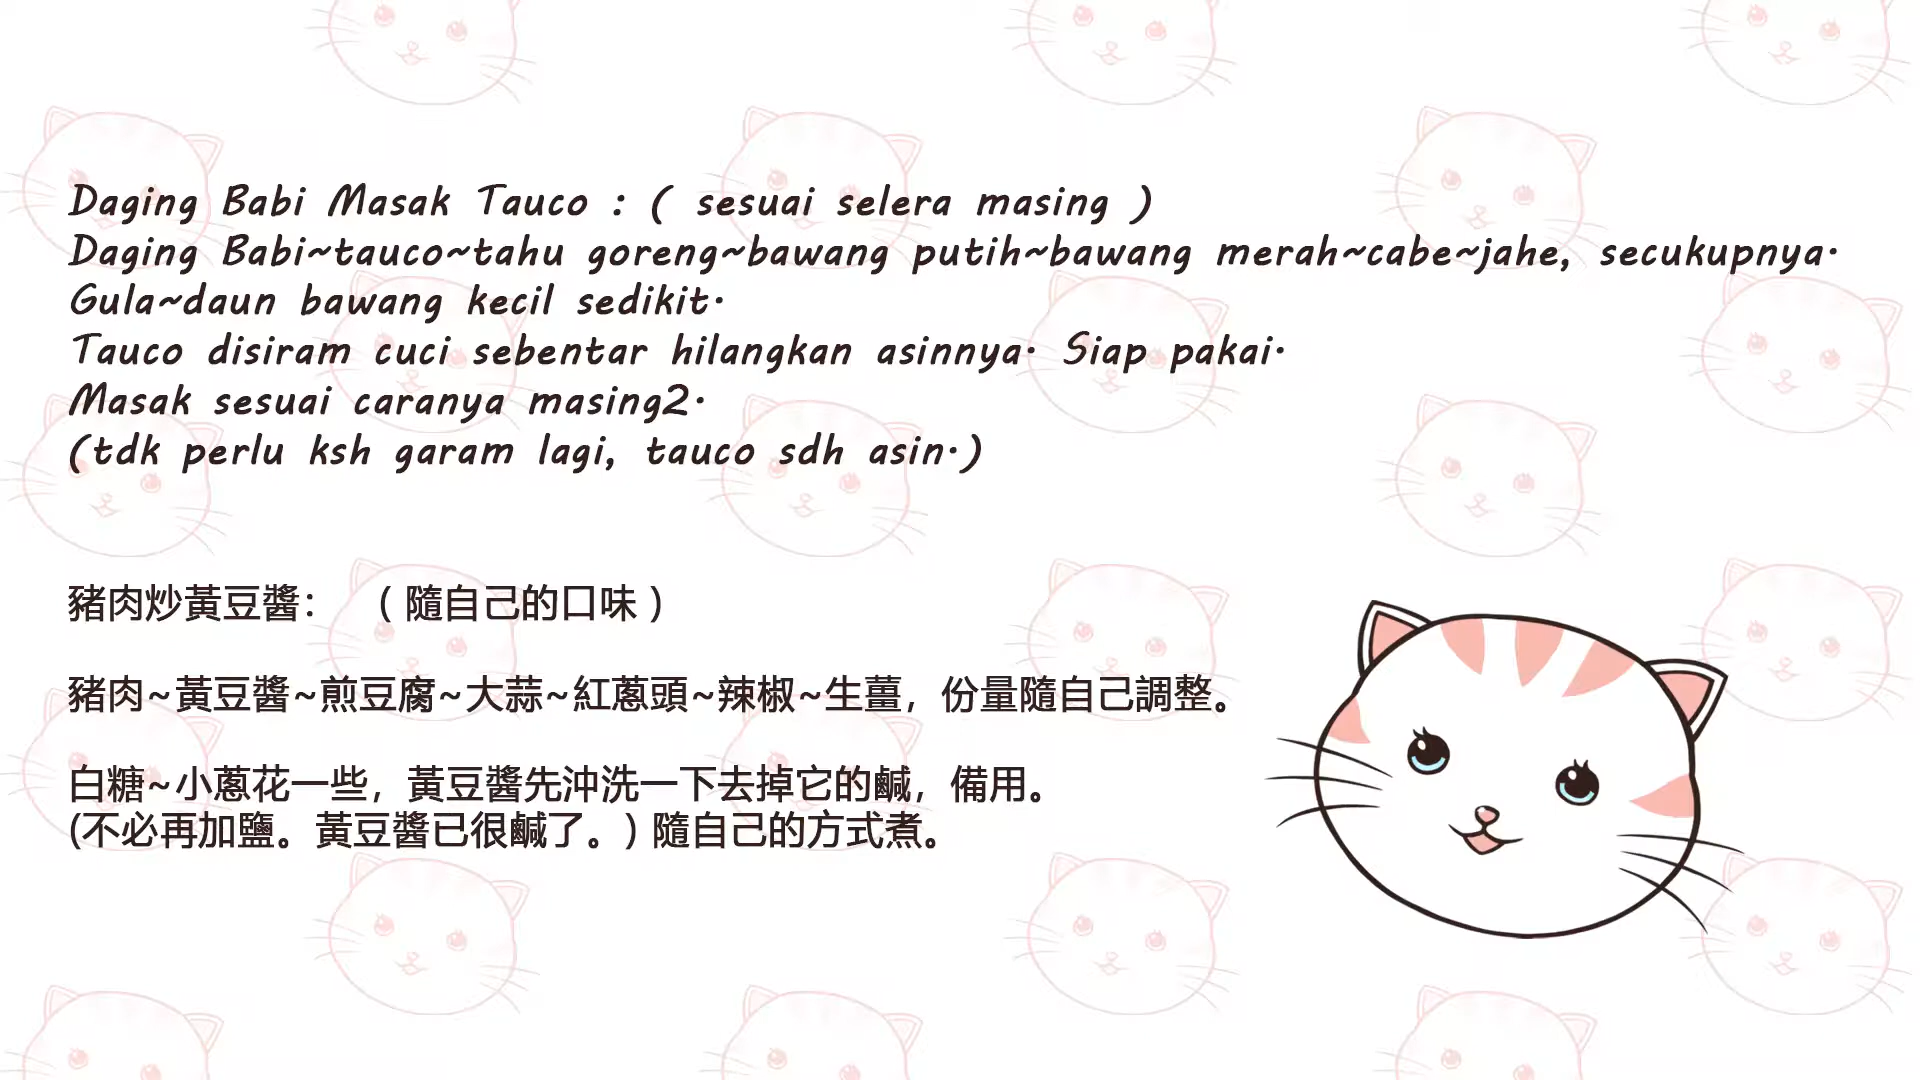 Daging Babi Masak Tauco : ( sesuai selera masing )
Daging Babi~tauco~tahu goreng~bawang putih~bawang merah~cabe~jahe, secukupnya.
Gula~daun bawang kecil sedikit.
Tauco disiram cuci sebentar hilangkan asinnya. Siap pakai.
Masak sesuai caranya masing2.
(tdk perlu ksh garam lagi, tauco sdh asin.)
豬肉炒黃豆醬： （隨自己的口味）
豬肉~黃豆醬~煎豆腐~大蒜~紅蔥頭~辣椒~生薑，份量隨自己調整。
白糖~小蔥花一些，黃豆醬先沖洗一下去掉它的鹹，備用。
(不必再加鹽。黃豆醬已很鹹了。) 隨自己的方式煮。